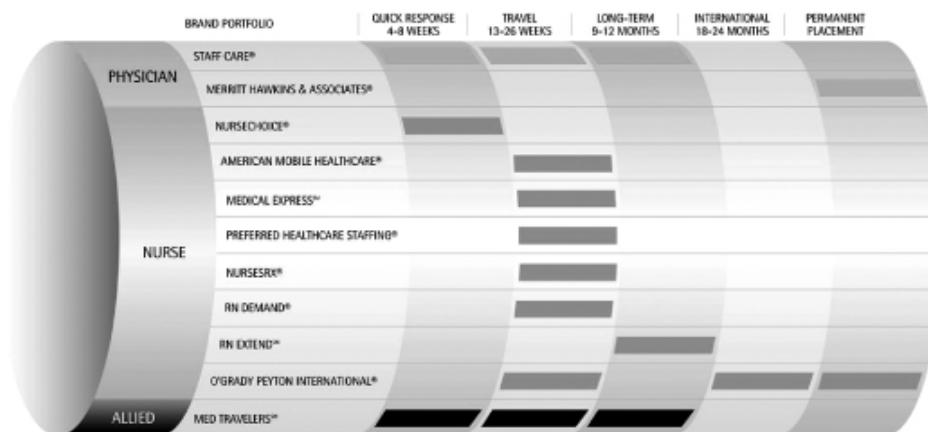 BRAND PORTFOLIO
QUICK RESPONSE
4-8 WEEKS
TRAVEL
13-26 WEEKS
LONG-TERM
9-12 MONTHS
INTERNATIONAL
18-24 MONTHS
PERMANENT
PLACEMENT
PHYSICIAN
STAFF CARE®
MERRITT HAWKINS & ASSOCIATES®
NURSE
NURSECHOICE®
AMERICAN MOBILE HEALTHCARE®
MEDICAL EXPRESS℠
PREFERRED HEALTHCARE STAFFING®
NURSESRX®
RN DEMAND®
RN EXTEND℠
O'GRADY PEYTON INTERNATIONAL®
ALLIED
MED TRAVELERS℠